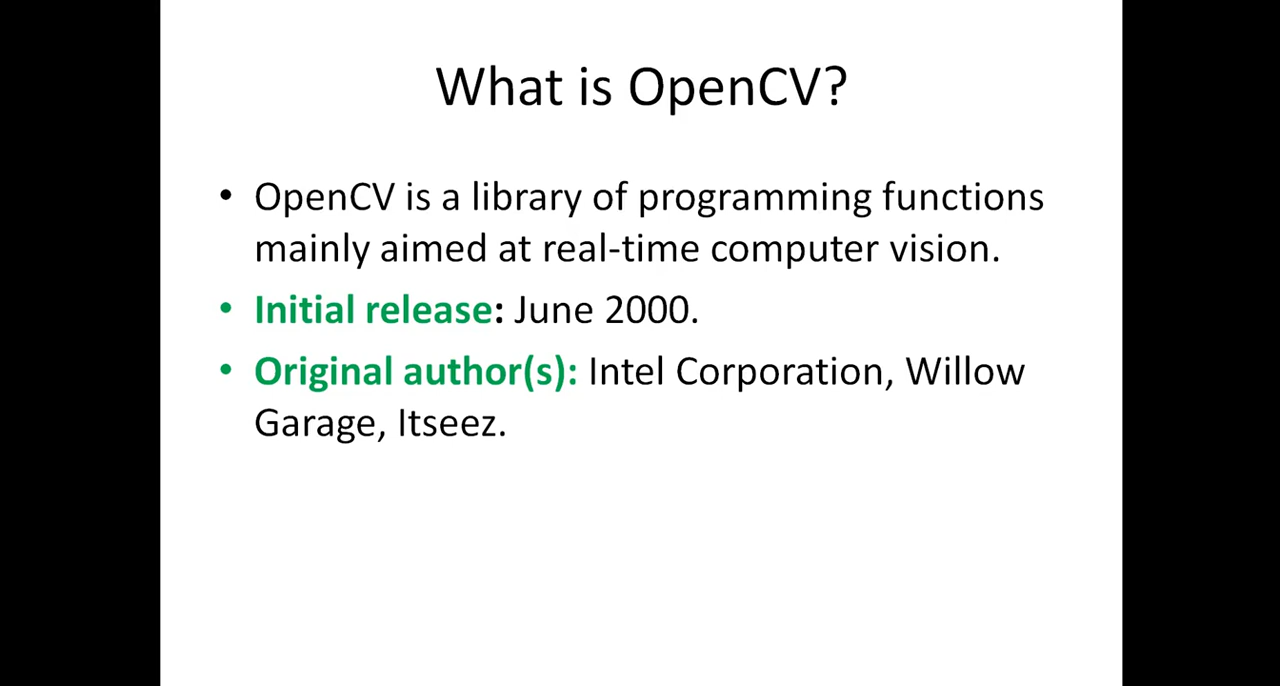 What is OpenCV?
• OpenCV is a library of programming functions
mainly aimed at real-time computer vision.
• Initial release: June 2000.
• Original author(s): Intel Corporation, Willow
Garage, Itseez.